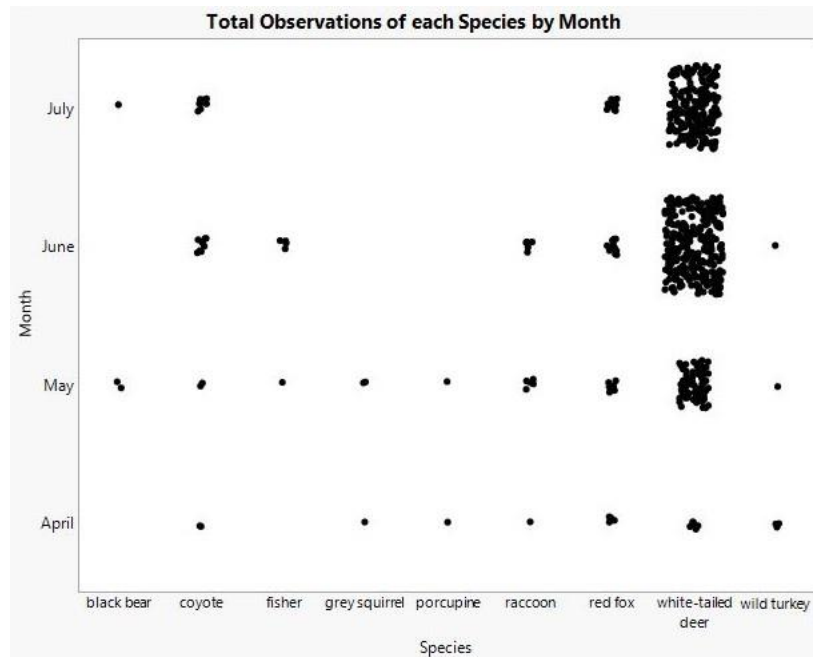 Total Observations of each Species by Month
July
June
May
April
Month
black bear coyote fisher grey squirrel porcupine raccoon red fox white-tailed deer wild turkey
Species